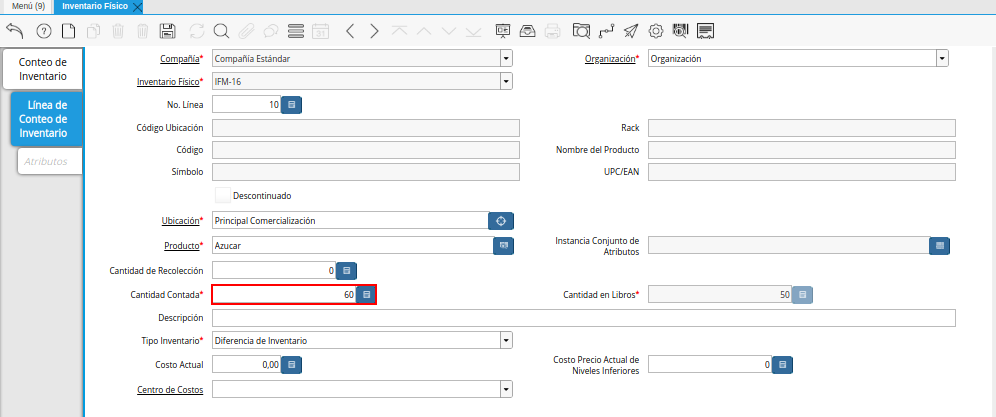 Menú (9)
Inventario Físico
Conteo de
Inventario
Línea de
Conteo de
Inventario
Atributos
Compañía* Compañía Estándar
Organización* Organización
Inventario Físico* IFM-16
No. Línea 10
Código Ubicación
Rack
Código
Nombre del Producto
Símbolo
UPC/EAN
Descontinuado
Ubicación* Principal Comercialización
Producto* Azucar
Instancia Conjunto de
Atributos
Cantidad de Recolección 0
Cantidad Contada* 60
Cantidad en Libros* 50
Descripción
Tipo Inventario* Diferencia de Inventario
Costo Actual 0,00
Costo Precio Actual de
Niveles Inferiores 0
Centro de Costos